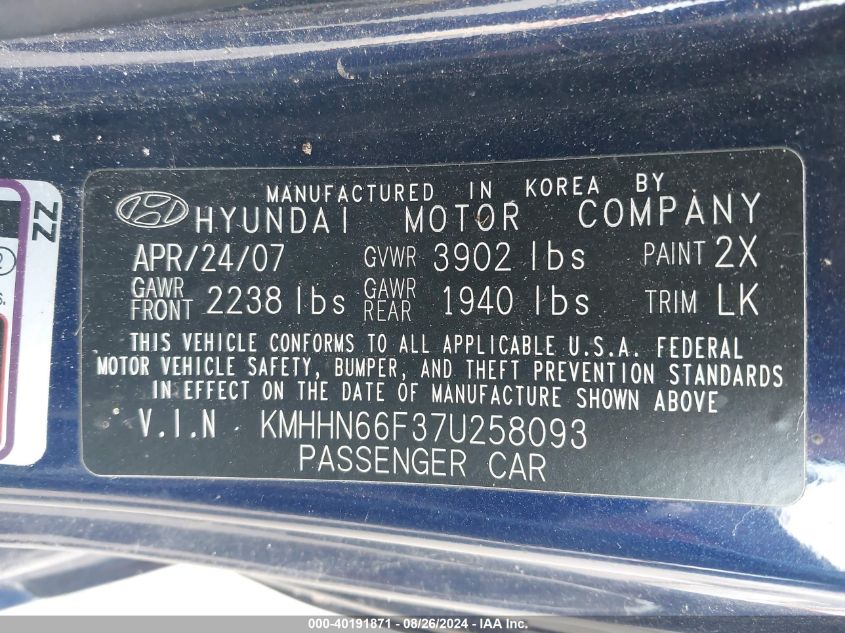 MANUFACTURED IN KOREA BY
HYUNDAI MOTOR COMPANY
APR/24/07 GVWR 3902 lbs PAINT 2X
GAWR FRONT 2238 lbs GAWR REAR 1940 lbs TRIM LK
THIS VEHICLE CONFORMS TO ALL APPLICABLE U.S.A. FEDERAL
MOTOR VEHICLE SAFETY, BUMPER, AND THEFT PREVENTION STANDARDS
IN EFFECT ON THE DATE OF MANUFACTURE SHOWN ABOVE
V.I.N KMHHN66F37U258093
PASSENGER CAR
ZZ
000-40191871 - 08/26/2024 - IAA Inc.